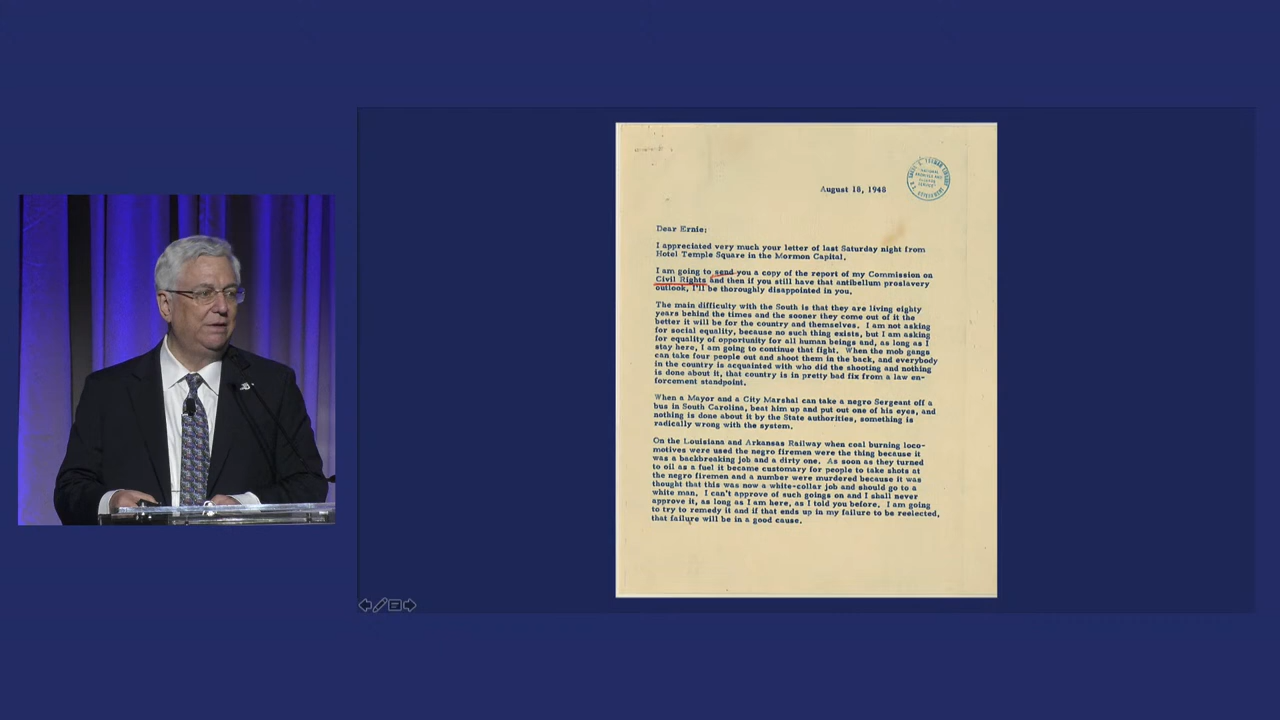 August 18, 1948
Dear Ernie:
I appreciated very much your letter of last Saturday night from
Hotel Temple Square in the Mormon Capital.
I am going to send you a copy of the report of my Commission on
Civil Rights and then if you still have that antibellum proslavery
outlook, I'll be thoroughly disappointed in you.
The main difficulty with the South is that they are living eighty
years behind the times and the sooner they come out of it the
better it will be for the country and themselves. I am not asking
for social equality, because no such thing exists, but I am asking
for equality of opportunity for all human beings and, as long as I
stay here, I am going to continue that fight. When the mob gangs
can take four people out and shoot them in the back, and everybody
in the country is acquainted with who did the shooting and nothing
is done about it, that country is in pretty bad fix from a law en-
forcement standpoint.
When a Mayor and a City Marshal can take a negro Sergeant off a
bus in South Carolina, beat him up and put out one of his eyes, and
nothing is done about it by the State authorities, something is
radically wrong with the system.
On the Louisiana and Arkansas Railway when coal burning loco-
motives were used the negro firemen were the thing because it
was a backbreaking job and a dirty one. As soon as they turned
to oil as a fuel it became customary for people to take shots at
the negro firemen and a number were murdered because it was
thought that this was now a white-collar job and should go to a
white man. I can't approve of such goings on and I shall never
approve it, as long as I am here, as I told you before. I am going
to try to remedy it and if that ends up in my failure to be reelected,
that failure will be in a good cause.